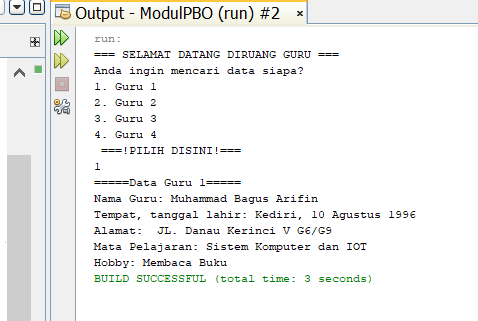 Output - ModulPBO (run) #2 ×
run:
=== SELAMAT DATANG DIRUANG GURU ===
Anda ingin mencari data siapa?
1. Guru 1
2. Guru 2
3. Guru 3
4. Guru 4
===!PILIH DISINI!===
1
=====Data Guru 1=====
Nama Guru: Muhammad Bagus Arifin
Tempat, tanggal lahir: Kediri, 10 Agustus 1996
Alamat:  JL. Danau Kerinci V G6/G9
Mata Pelajaran: Sistem Komputer dan IOT
Hobby: Membaca Buku
BUILD SUCCESSFUL (total time: 3 seconds)